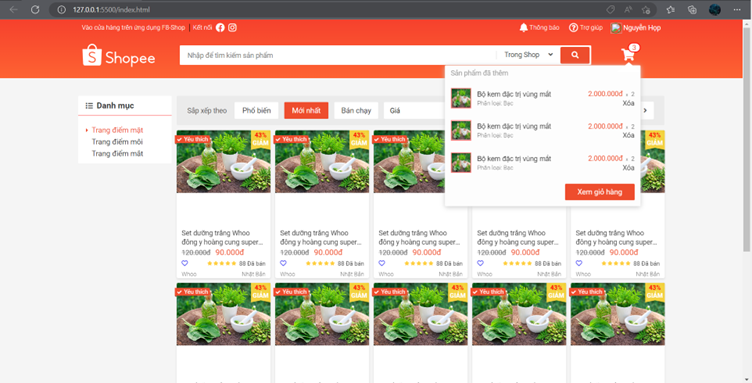 127.0.0.1:5500/index.html
Vào cửa hàng trên ứng dụng FB-Shop Kết nối Thông báo Trợ giúp Nguyễn Họp
Shopee Nhập để tìm kiếm sản phẩm Trong Shop 3
Sản phẩm đã thêm
Bộ kem đặc trị vùng mắt 2.000.000đ x 2
Phân loại: Bạc Xóa
Bộ kem đặc trị vùng mắt 2.000.000đ x 2
Phân loại: Bạc Xóa
Bộ kem đặc trị vùng mắt 2.000.000đ x 2
Phân loại: Bạc Xóa
Xem giỏ hàng
Danh mục
Trang điểm mặt
Trang điểm môi
Trang điểm mắt
Sắp xếp theo Phổ biến Mới nhất Bán chạy Giá
Yêu thích 43% Yêu thích 43% Yêu thích 43% 43% 43%
GIẢM GIẢM GIẢM GIẢM GIẢM
Set dưỡng trắng Whoo Set dưỡng trắng Whoo Set dưỡng trắng Whoo Set dưỡng trắng Whoo Set dưỡng trắng Whoo
đông y hoàng cung super... đông y hoàng cung super... đông y hoàng cung super... đông y hoàng cung super... đông y hoàng cung super...
120.000đ 90.000đ 120.000đ 90.000đ 120.000đ 90.000đ 120.000đ 90.000đ 120.000đ 90.000đ
88 Đã bán 88 Đã bán 88 Đã bán 88 Đã bán 88 Đã bán
Whoo Nhật Bản Whoo Nhật Bản Whoo Nhật Bản Whoo Nhật Bản Whoo Nhật Bản
Yêu thích 43% Yêu thích 43% Yêu thích 43% Yêu thích 43% Yêu thích 43%
GIẢM GIẢM GIẢM GIẢM GIẢM